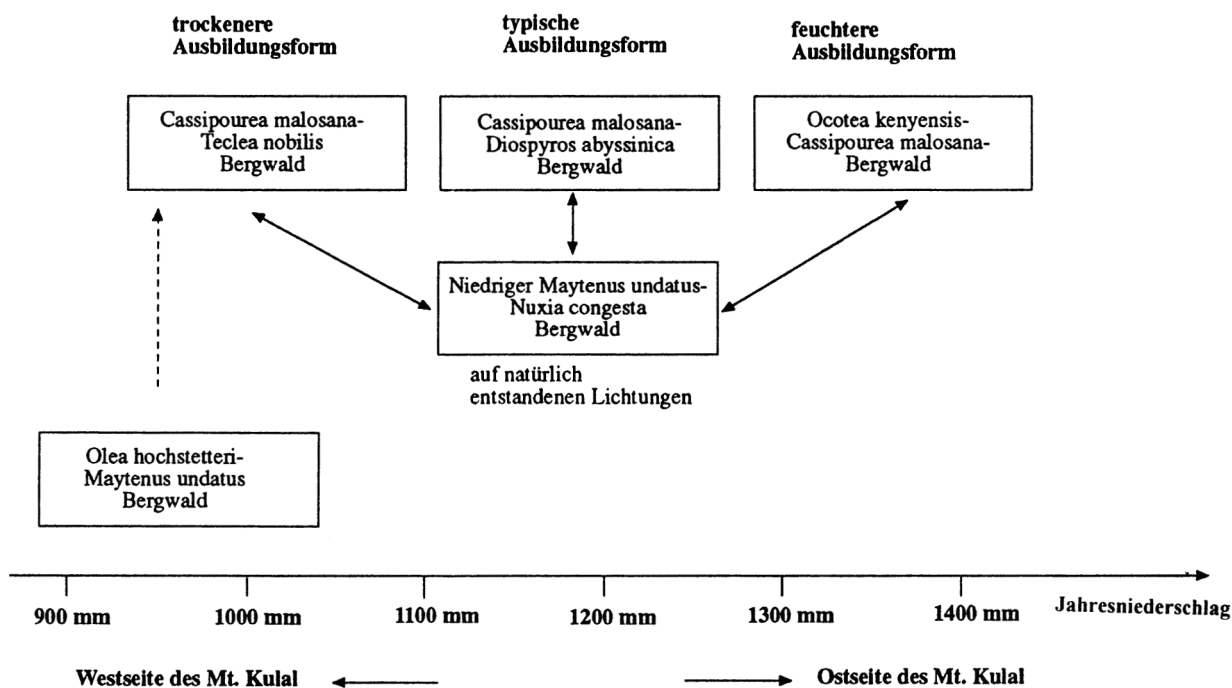 trockenere
Ausbildungsform
typische
Ausbildungsform
feuchtere
Ausbildungsform
Cassipourea malosana-
Teclea nobilis
Bergwald
Cassipourea malosana-
Diospyros abyssinica
Bergwald
Ocotea kenyensis-
Cassipourea malosana-
Bergwald
Niedriger Maytenus undatus-
Nuxia congesta
Bergwald
auf natürlich
entstandenen Lichtungen
Olea hochstetteri-
Maytenus undatus
Bergwald
900 mm
1000 mm
1100 mm
1200 mm
1300 mm
1400 mm
Jahresniederschlag
Westseite des Mt. Kulal
Ostseite des Mt. Kulal